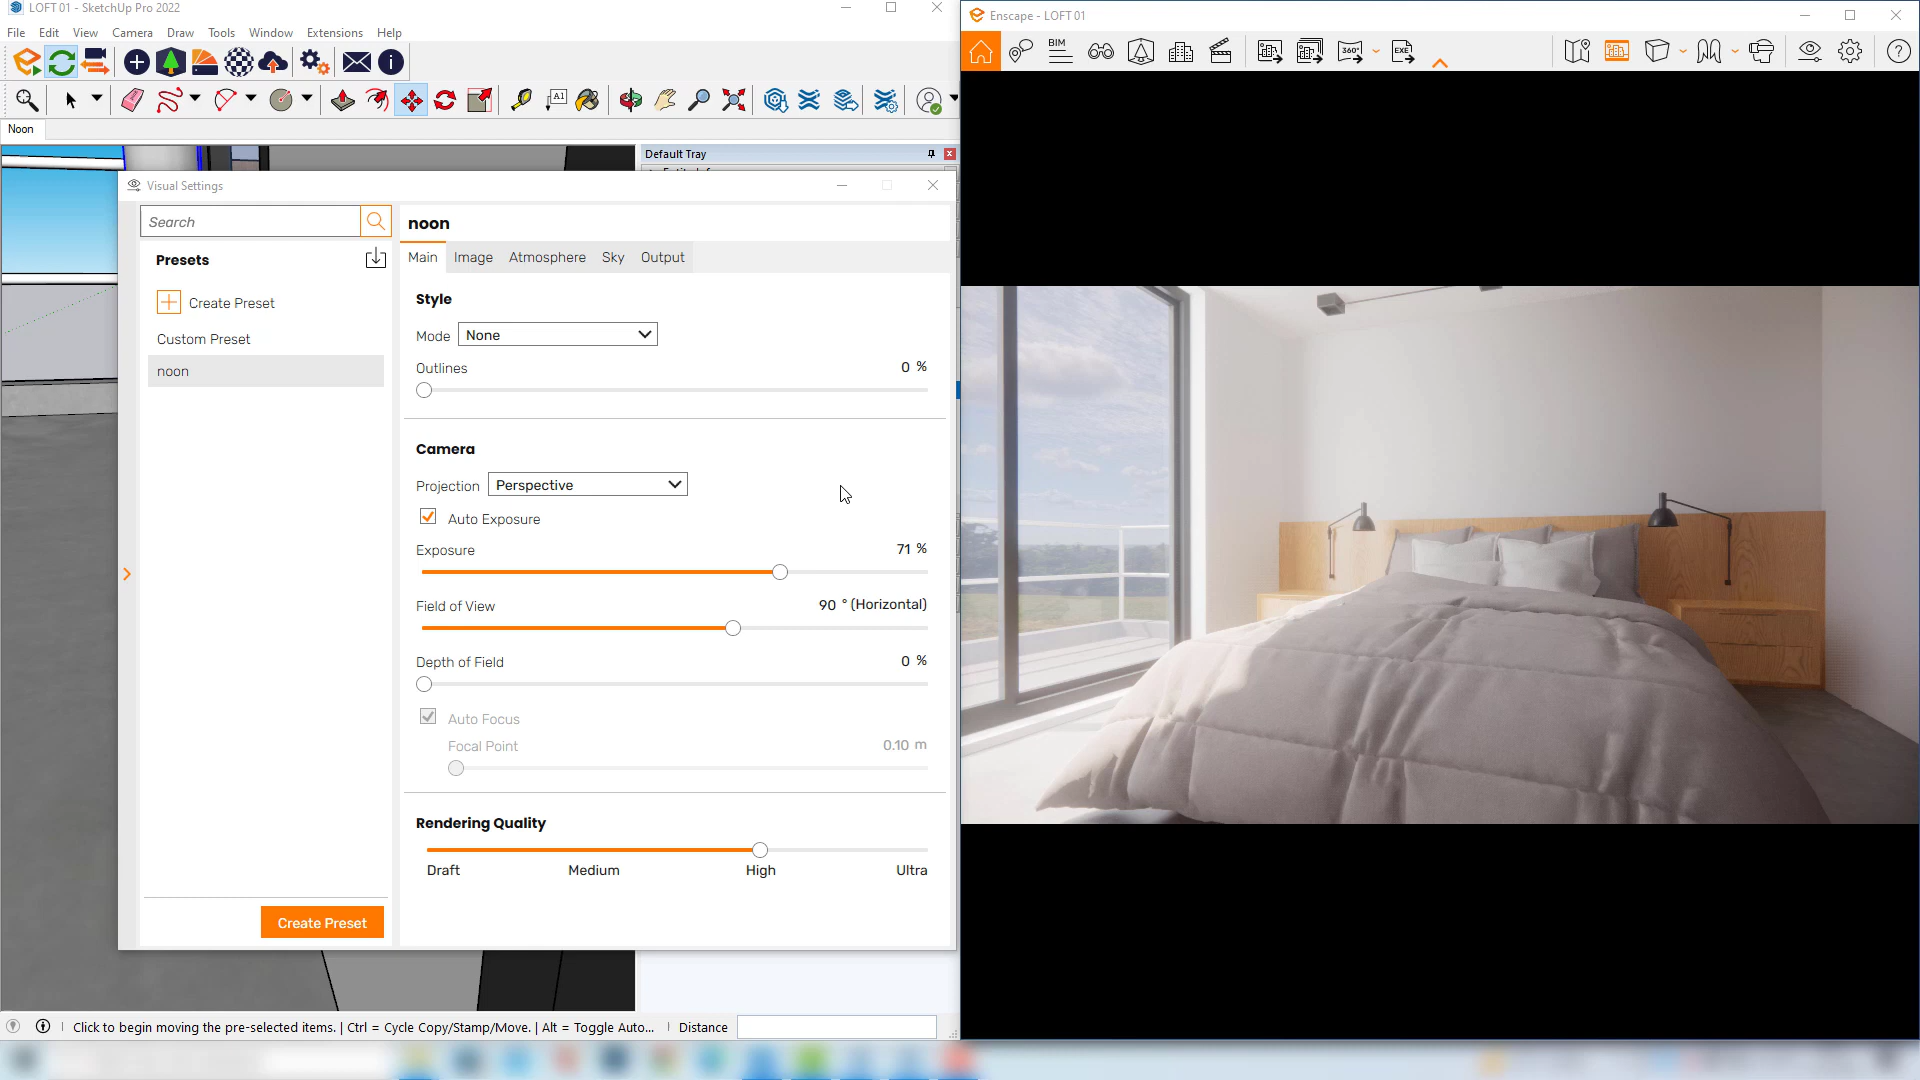 LOFT 01 - SketchUp Pro 2022
File Edit View Camera Draw Tools Window Extensions Help
Noon
Default Tray
Visual Settings
Search
Presets
Create Preset
Custom Preset
noon
Create Preset
noon
Main Image Atmosphere Sky Output
Style
Mode None
Outlines 0 %
Camera
Projection Perspective
Auto Exposure
Exposure 71 %
Field of View 90 ° (Horizontal)
Depth of Field 0 %
Auto Focus
Focal Point 0.10 m
Rendering Quality
Draft Medium High Ultra
Click to begin moving the pre-selected items. | Ctrl = Cycle Copy/Stamp/Move. | Alt = Toggle Auto... Distance
Enscape - LOFT 01
BIM
360°
EXE
A1